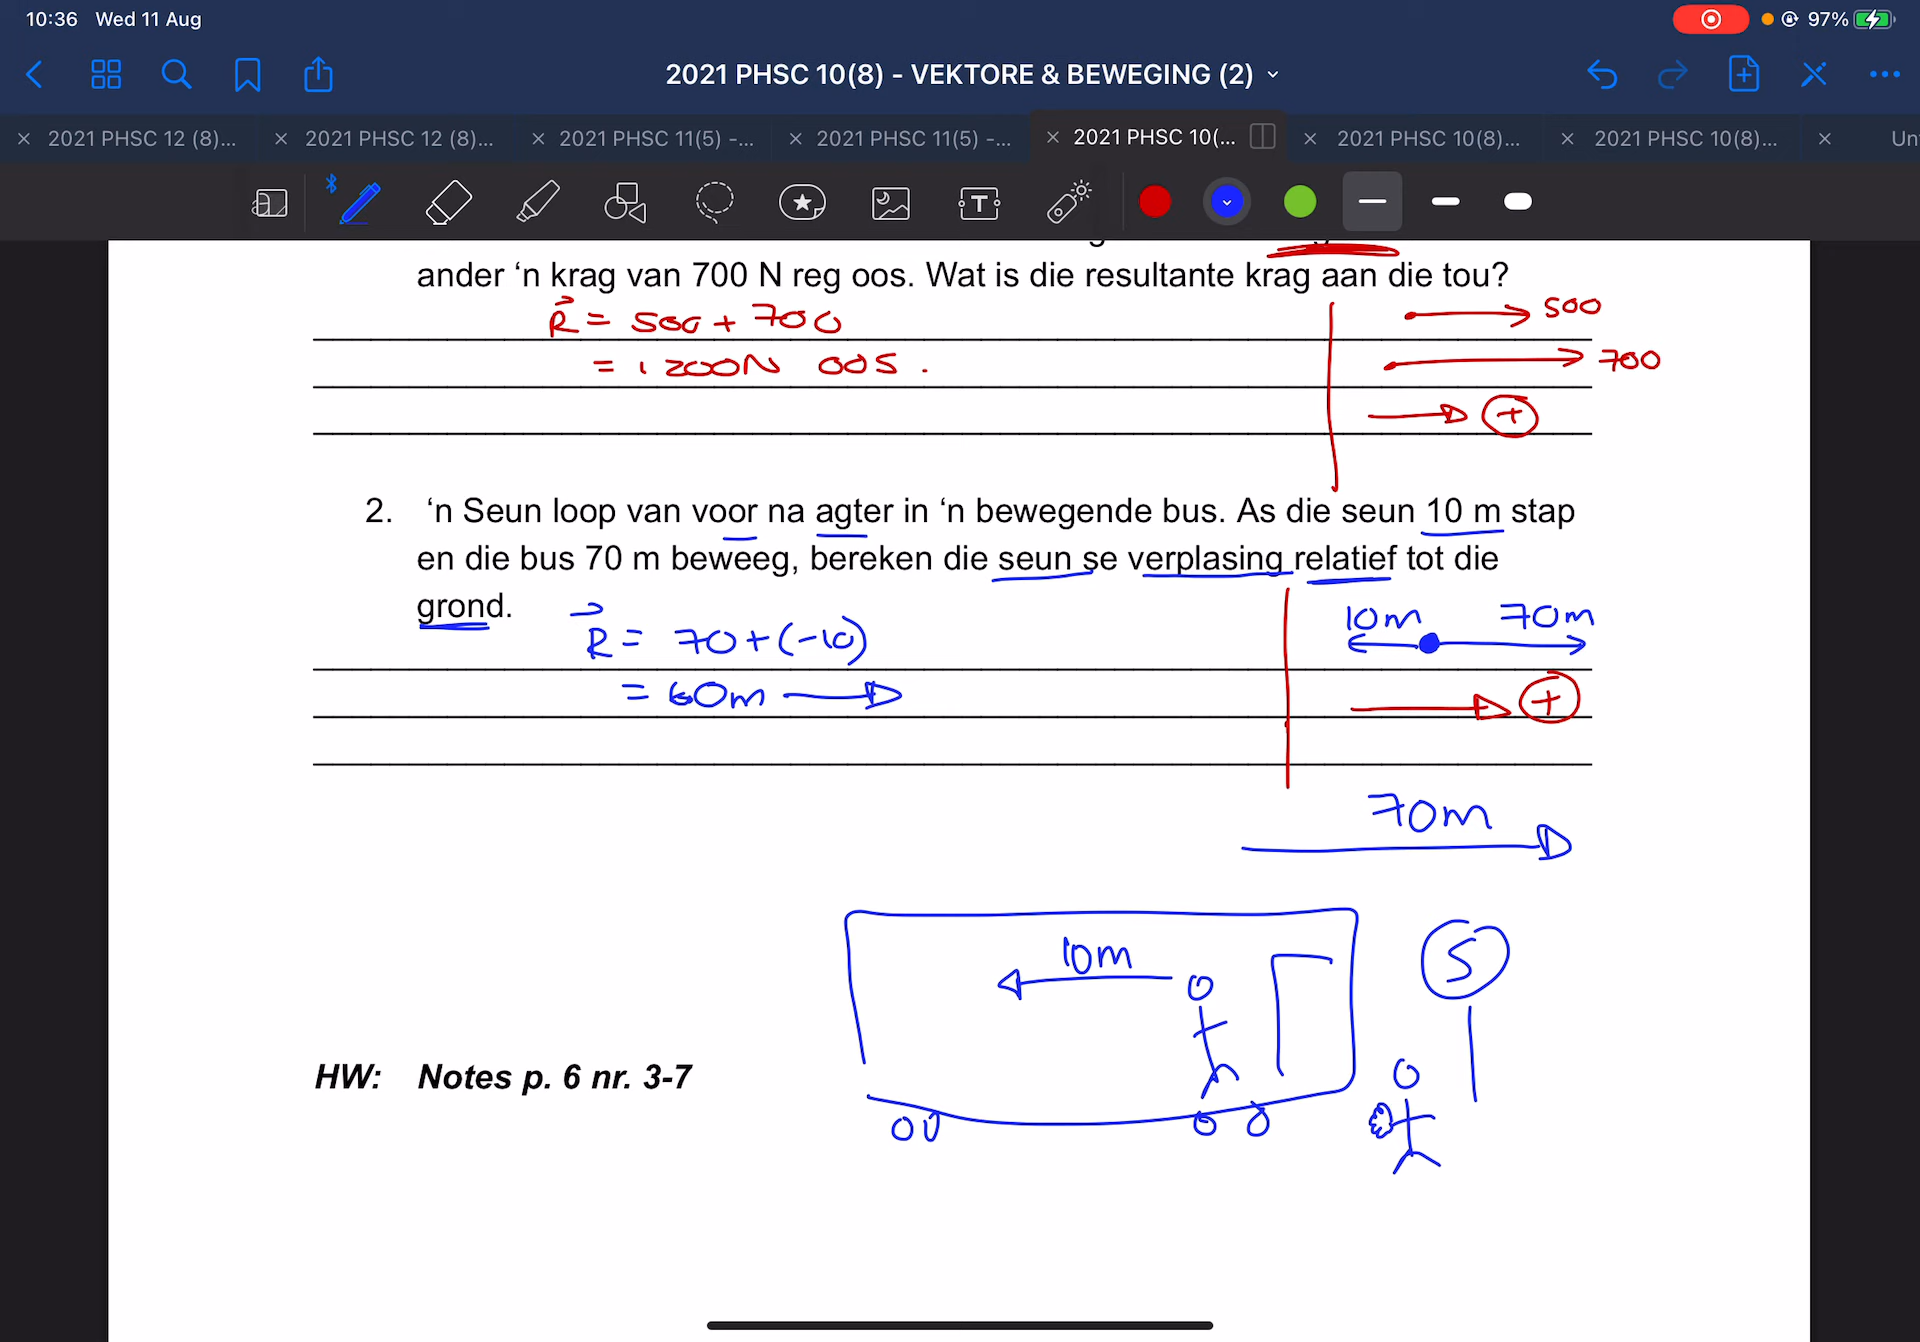 10:36 Wed 11 Aug
97%
2021 PHSC 10(8) - VEKTORE & BEWEGING (2)
2021 PHSC 12 (8)...
2021 PHSC 12 (8)...
2021 PHSC 11(5) -...
2021 PHSC 11(5) -...
2021 PHSC 10(...
2021 PHSC 10(8)...
2021 PHSC 10(8)...
Un
ander ‘n krag van 700 N reg oos. Wat is die resultante krag aan die tou?
R = 500 + 700
= 1200N OOS.
500
700
+
2. ‘n Seun loop van voor na agter in ‘n bewegende bus. As die seun 10 m stap
en die bus 70 m beweeg, bereken die seun se verplasing relatief tot die
grond.
R = 70+(-10)
= 60m
10m 70m
+
70m
10m
S
HW: Notes p. 6 nr. 3-7